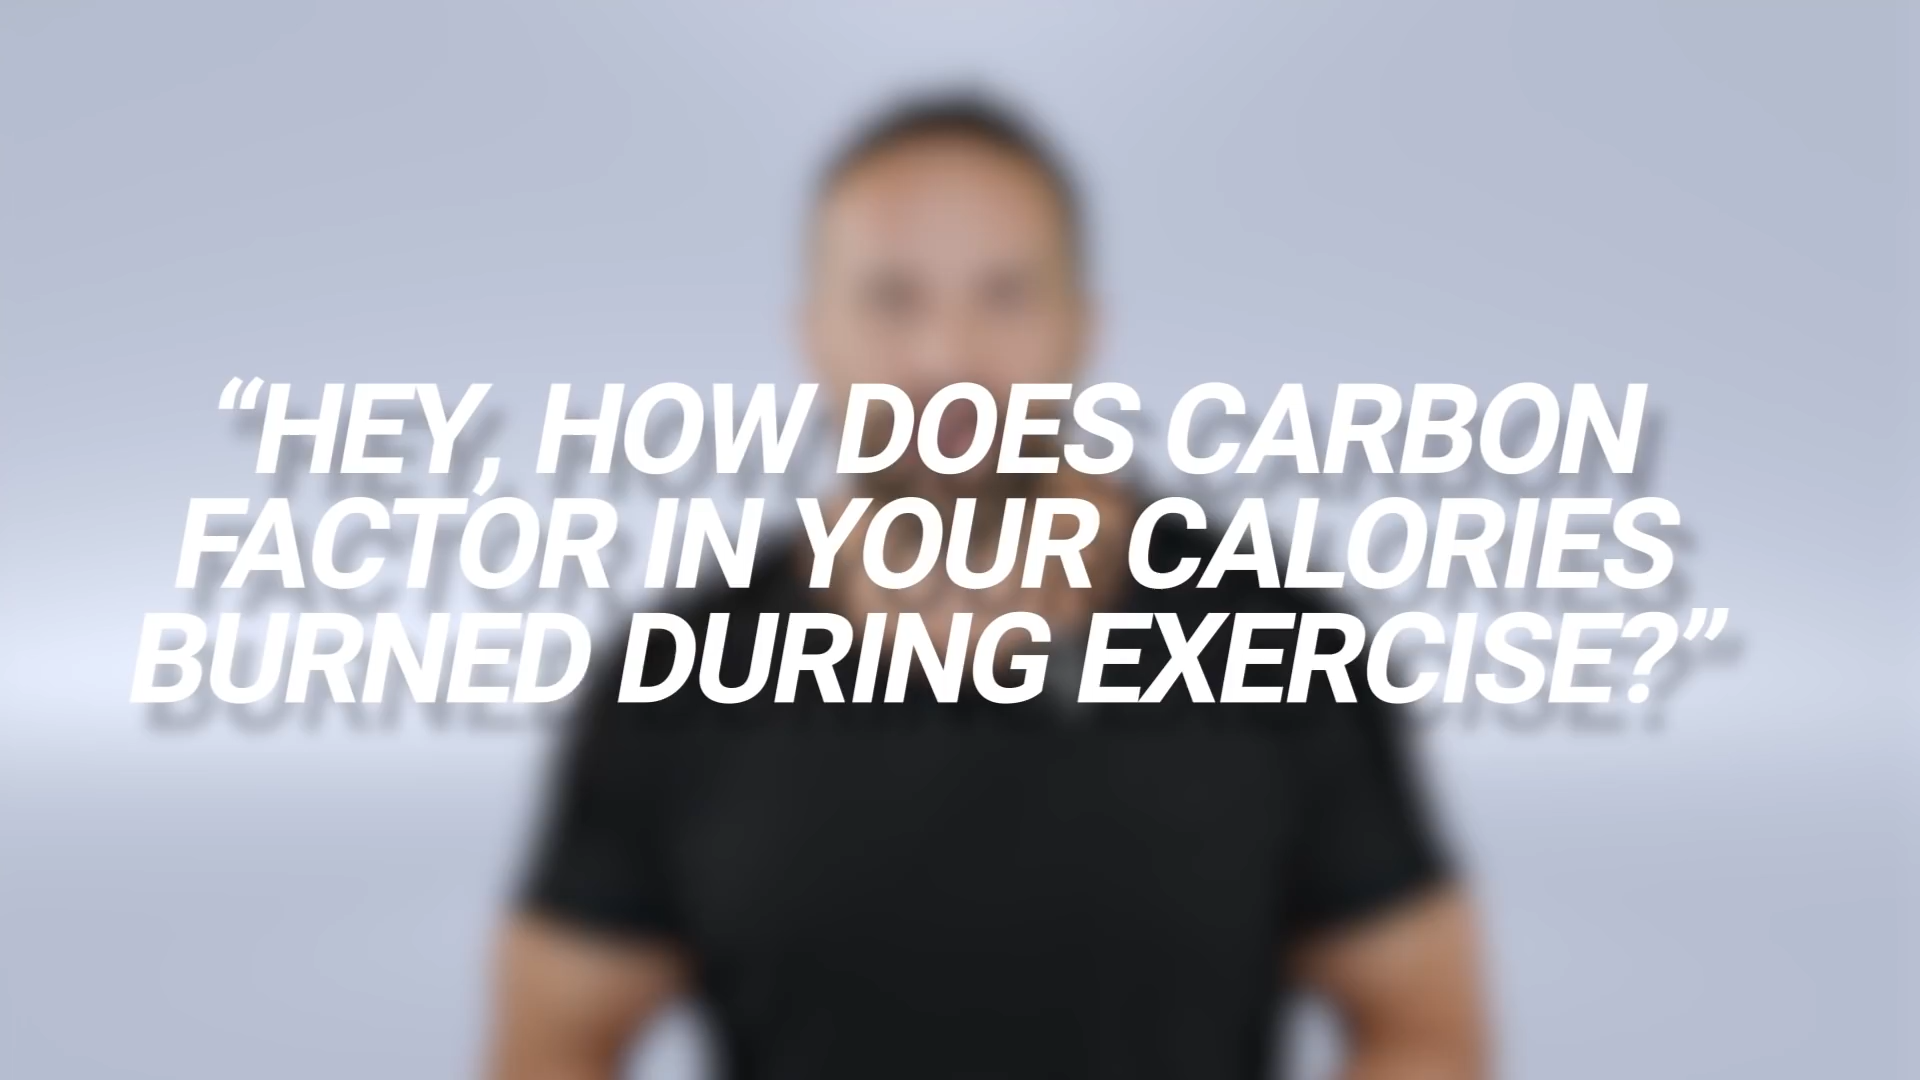 “HEY, HOW DOES CARBON
FACTOR IN YOUR CALORIES
BURNED DURING EXERCISE?”